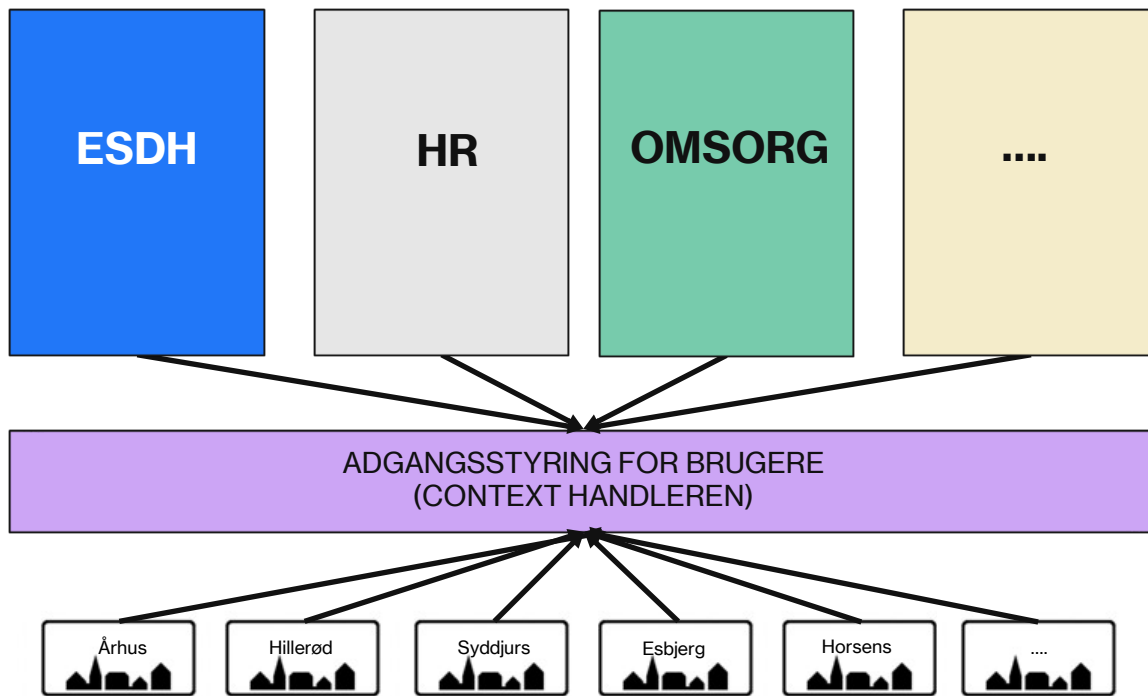 ESDH
HR
OMSORG
....
ADGANGSSTYRING FOR BRUGERE
(CONTEXT HANDLEREN)
Århus
Hillerød
Syddjurs
Esbjerg
Horsens
....